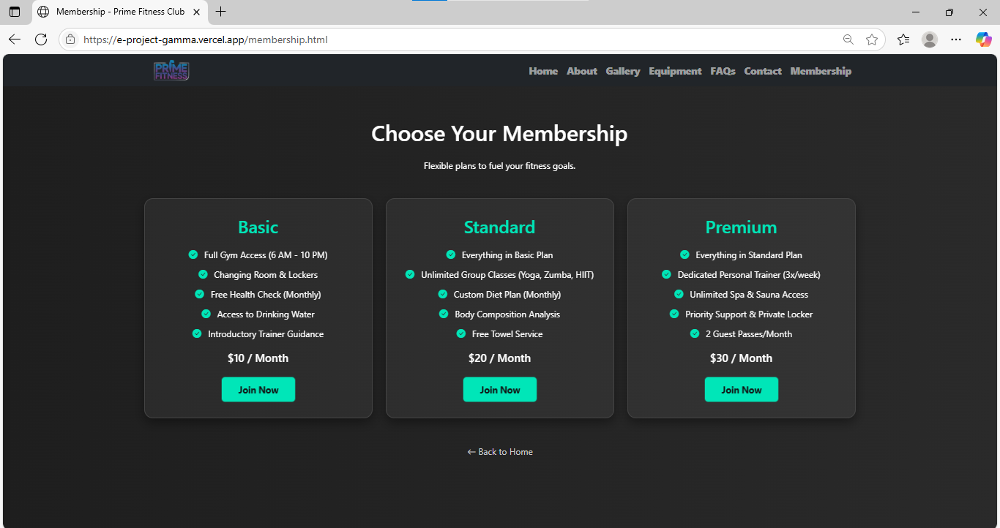 Membership - Prime Fitness Club
https://e-project-gamma.vercel.app/membership.html
PRIME
FITNESS
Home About Gallery Equipment FAQs Contact Membership
Choose Your Membership
Flexible plans to fuel your fitness goals.
Basic
Full Gym Access (6 AM - 10 PM)
Changing Room & Lockers
Free Health Check (Monthly)
Access to Drinking Water
Introductory Trainer Guidance
$10 / Month
Join Now
Standard
Everything in Basic Plan
Unlimited Group Classes (Yoga, Zumba, HIIT)
Custom Diet Plan (Monthly)
Body Composition Analysis
Free Towel Service
$20 / Month
Join Now
Premium
Everything in Standard Plan
Dedicated Personal Trainer (3x/week)
Unlimited Spa & Sauna Access
Priority Support & Private Locker
2 Guest Passes/Month
$30 / Month
Join Now
← Back to Home